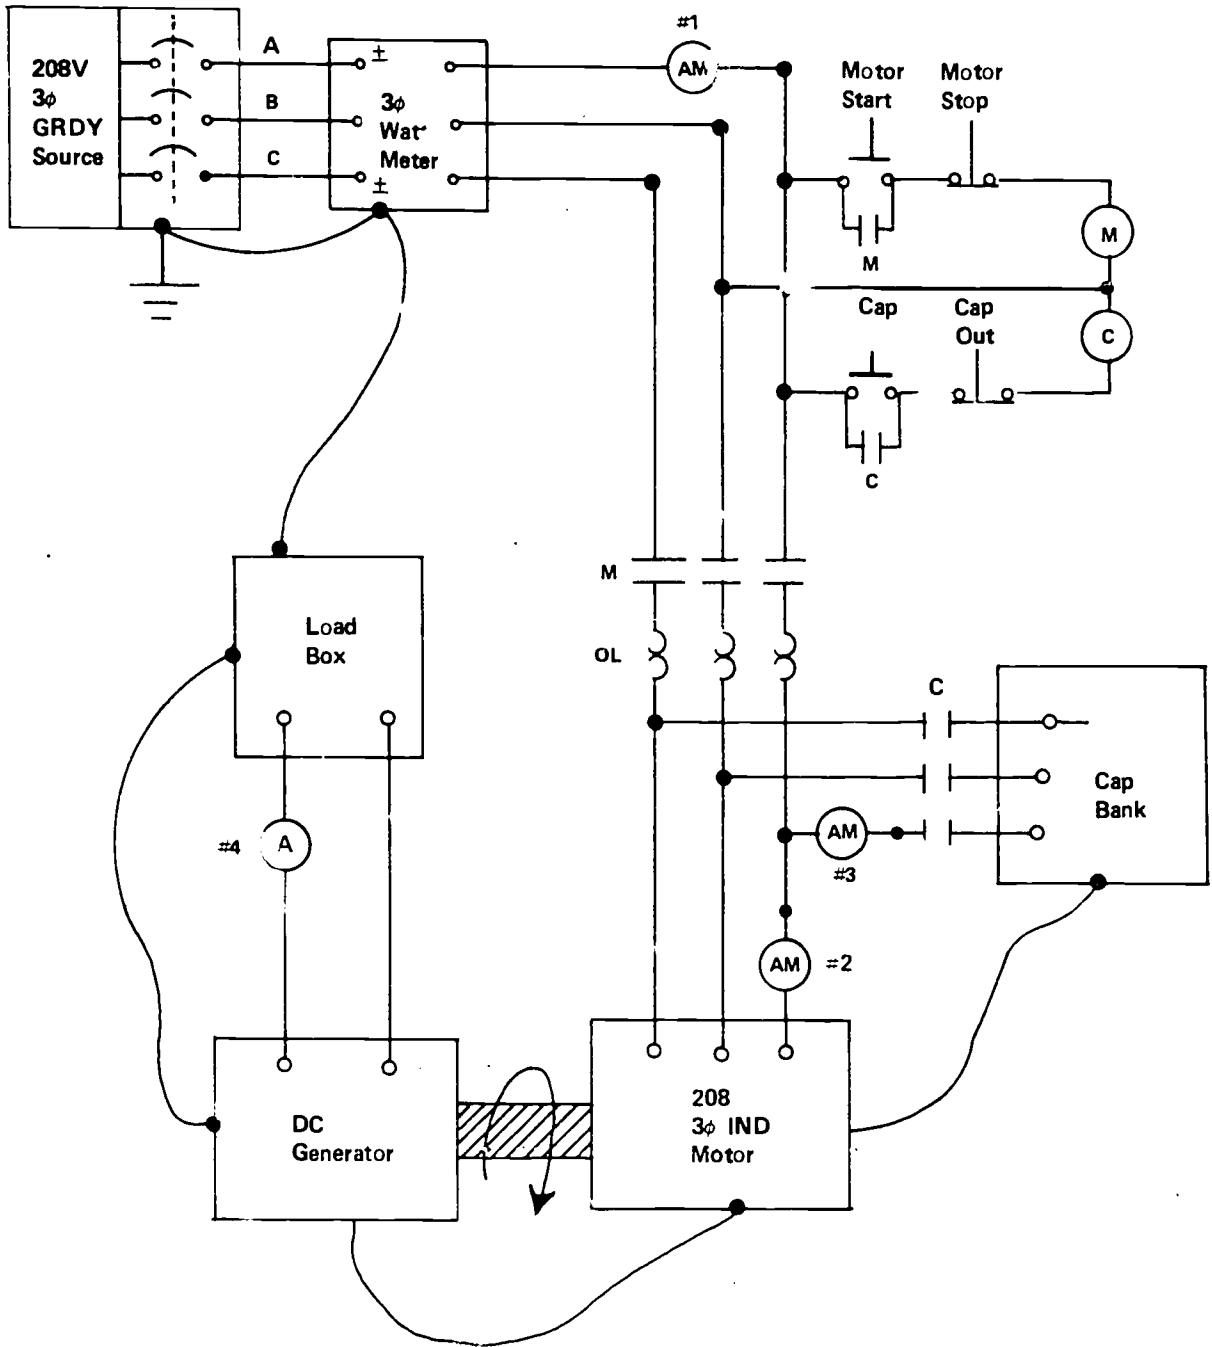 #1
208V
3ϕ
GRDY
Source
A
B
C
±
3ϕ
Wat
Meter
±
AM
Motor
Start
Motor
Stop
M
M
Cap
Cap
Out
C
C
M
OL
Load
Box
#4
A
C
Cap
Bank
AM
#3
AM
#2
DC
Generator
208
3ϕ IND
Motor